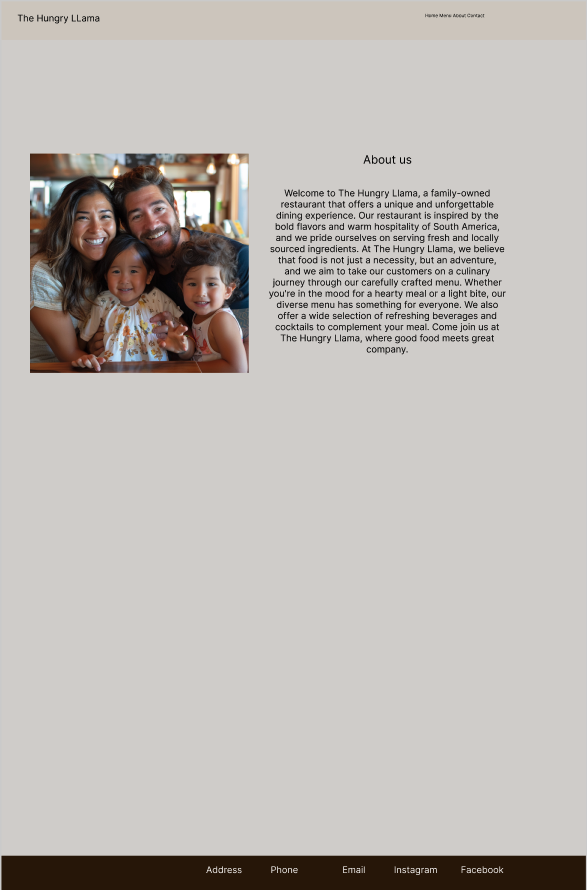 The Hungry LLama
Home Menu About Contact
About us
Welcome to The Hungry Llama, a family-owned
restaurant that offers a unique and unforgettable
dining experience. Our restaurant is inspired by the
bold flavors and warm hospitality of South America,
and we pride ourselves on serving fresh and locally
sourced ingredients. At The Hungry Llama, we believe
that food is not just a necessity, but an adventure,
and we aim to take our customers on a culinary
journey through our carefully crafted menu. Whether
you're in the mood for a hearty meal or a light bite, our
diverse menu has something for everyone. We also
offer a wide selection of refreshing beverages and
cocktails to complement your meal. Come join us at
The Hungry Llama, where good food meets great
company.
Address Phone Email Instagram Facebook